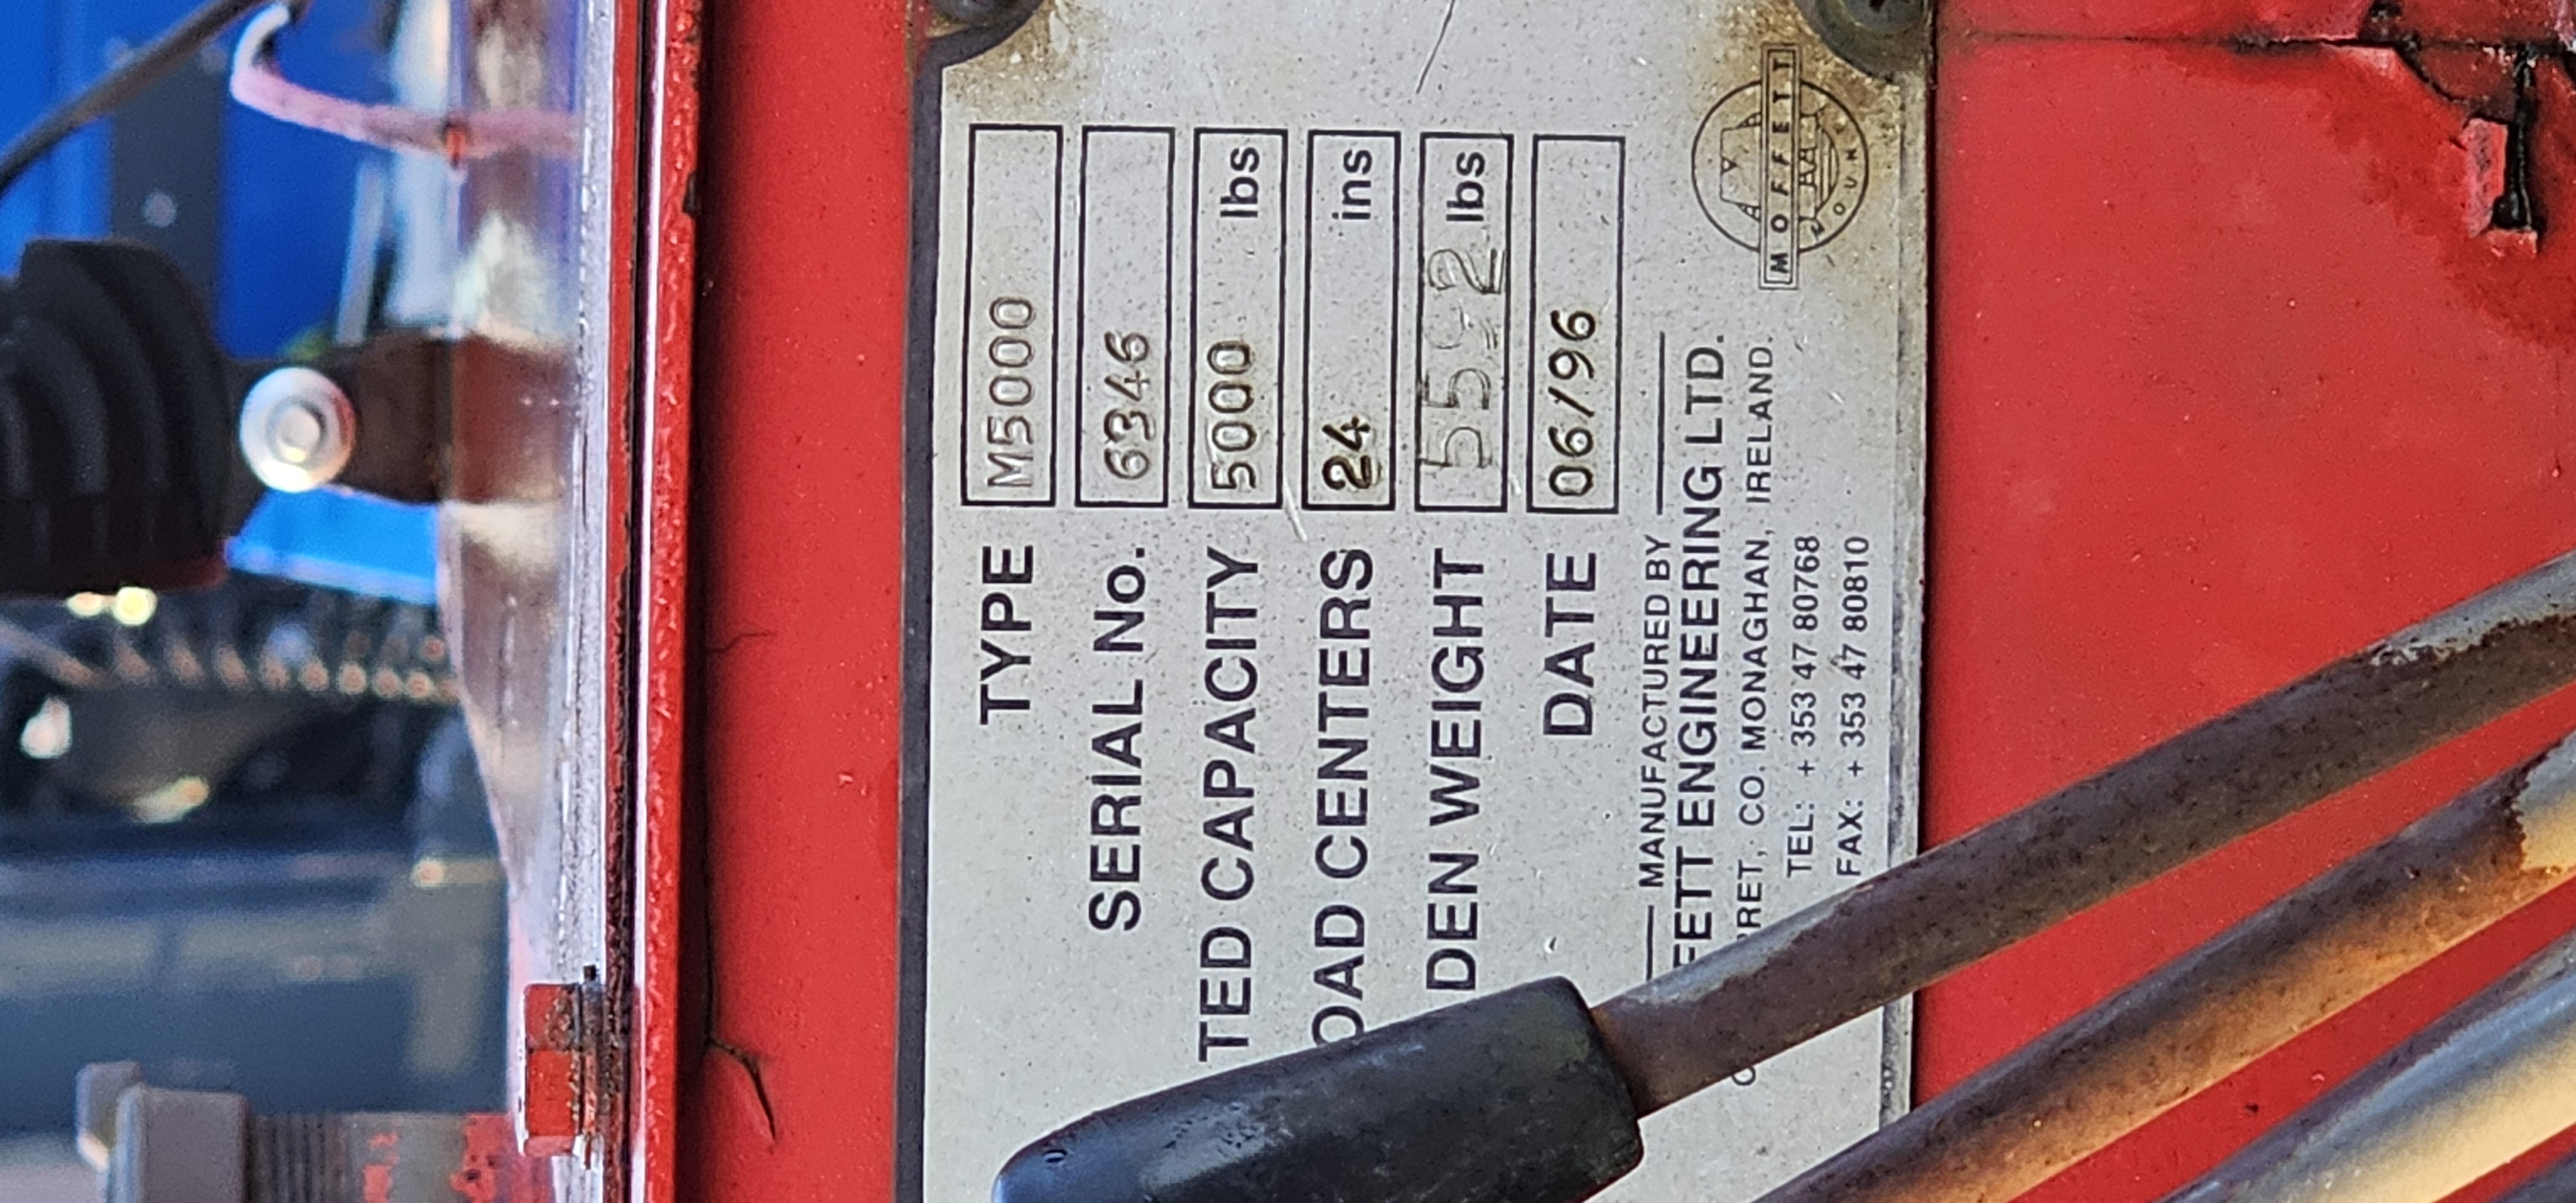 TYPE M5000
SERIAL No. 6346
TED CAPACITY 5000 lbs
OAD CENTERS 24 ins
DEN WEIGHT lbs
DATE 06/96
MANUFACTURED BY
FETT ENGINEERING LTD.
RRET, CO. MONAGHAN, IRELAND.
TEL: + 353 47 80768
FAX: + 353 47 80810
MOFFETT
MOUNTY